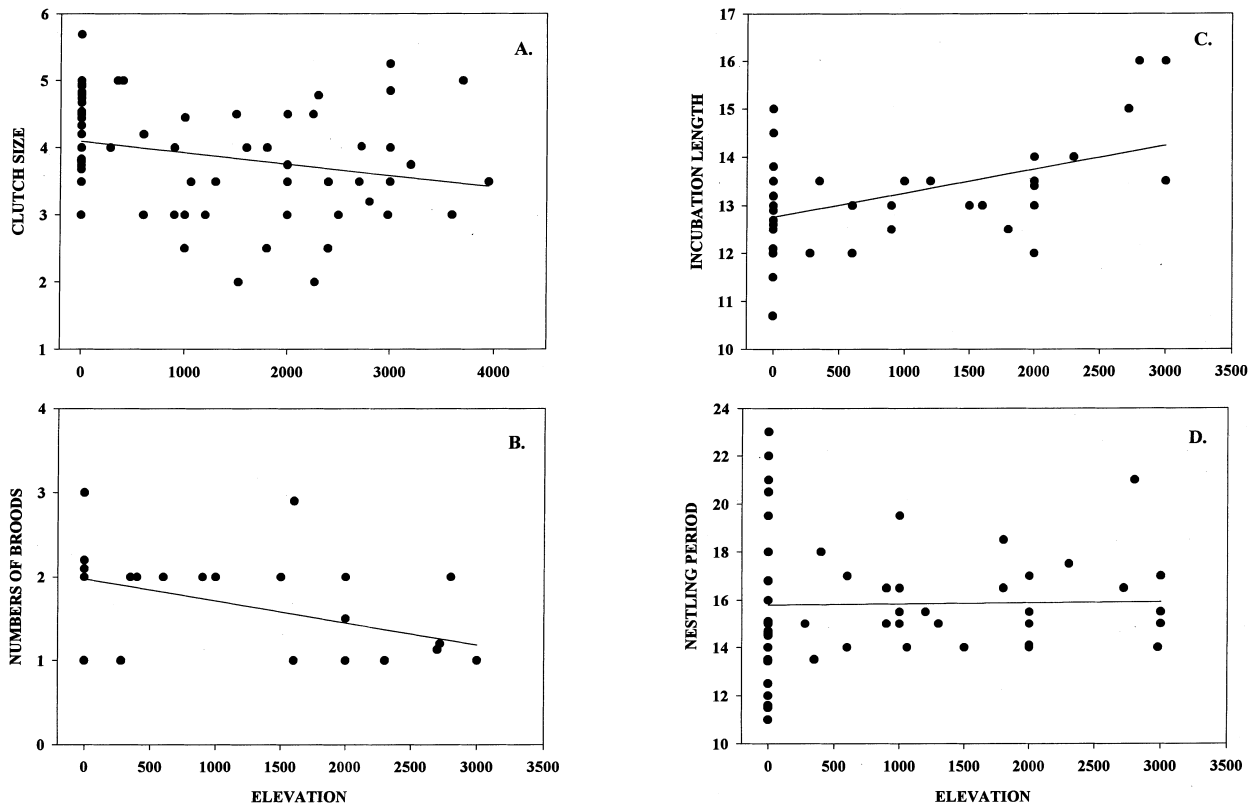 A.
CLUTCH SIZE
6
5
4
3
2
1
0 1000 2000 3000 4000
C.
INCUBATION LENGTH
17
16
15
14
13
12
11
10
0 500 1000 1500 2000 2500 3000 3500
B.
NUMBERS OF BROODS
4
3
2
1
0
0 500 1000 1500 2000 2500 3000 3500
ELEVATION
D.
NESTLING PERIOD
24
22
20
18
16
14
12
10
0 500 1000 1500 2000 2500 3000 3500
ELEVATION